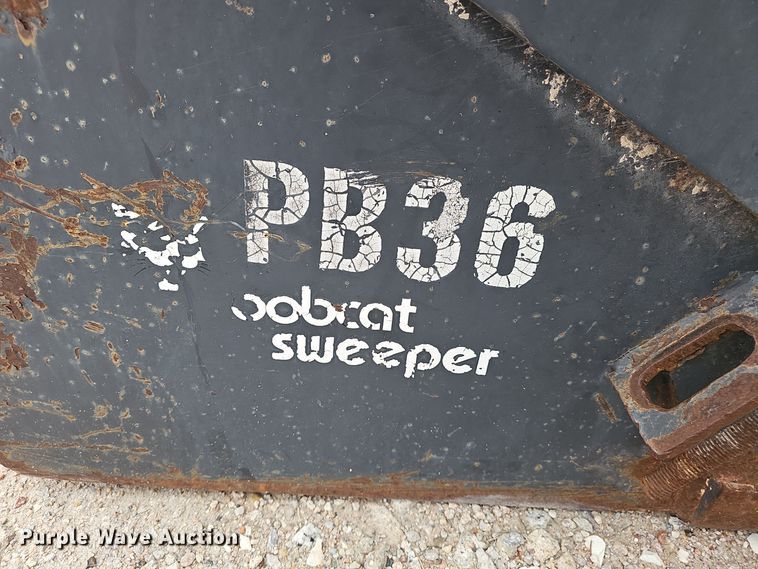 PB36
bobcat
sweeper
Purple Wave Auction